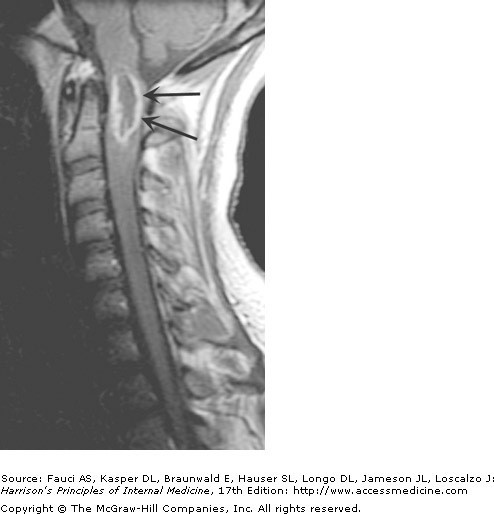 Source: Fauci AS, Kasper DL, Braunwald E, Hauser SL, Longo DL, Jameson JL, Loscalzo J:
Harrison's Principles of Internal Medicine, 17th Edition: http://www.accessmedicine.com
Copyright © The McGraw-Hill Companies, Inc. All rights reserved.